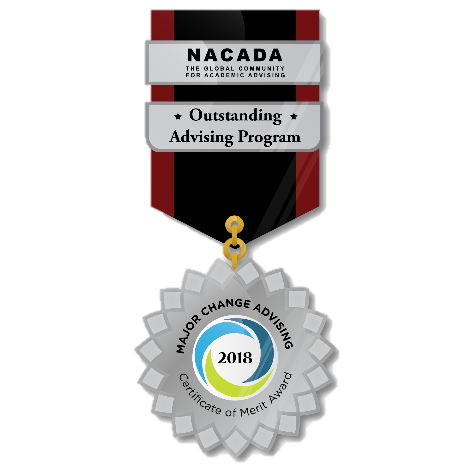 NACADA
THE GLOBAL COMMUNITY
FOR ACADEMIC ADVISING
★ Outstanding ★
Advising Program
MAJOR CHANGE ADVISING
2018
Certificate of Merit Award